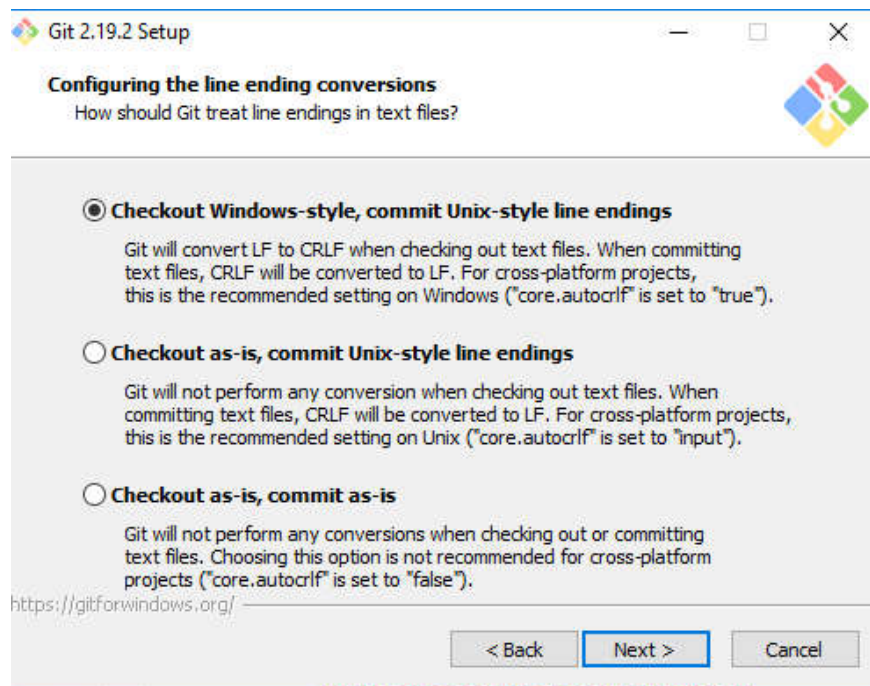 Git 2.19.2 Setup
Configuring the line ending conversions
How should Git treat line endings in text files?
Checkout Windows-style, commit Unix-style line endings
Git will convert LF to CRLF when checking out text files. When committing
text files, CRLF will be converted to LF. For cross-platform projects,
this is the recommended setting on Windows ("core.autocrlf" is set to "true").
Checkout as-is, commit Unix-style line endings
Git will not perform any conversion when checking out text files. When
committing text files, CRLF will be converted to LF. For cross-platform projects,
this is the recommended setting on Unix ("core.autocrlf" is set to "input").
Checkout as-is, commit as-is
Git will not perform any conversions when checking out or committing
text files. Choosing this option is not recommended for cross-platform
projects ("core.autocrlf" is set to "false").
https://gitforwindows.org/
< Back Next > Cancel